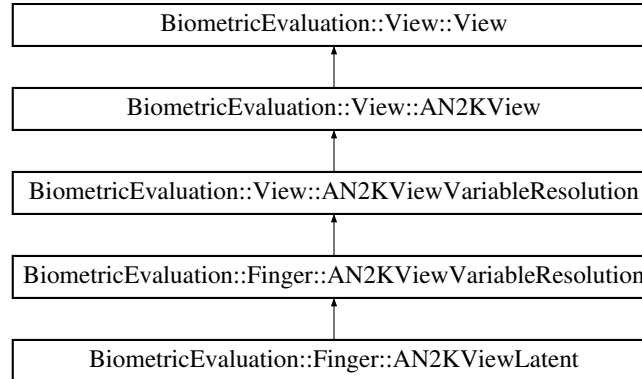 BiometricEvaluation::View::View
BiometricEvaluation::View::AN2KView
BiometricEvaluation::View::AN2KViewVariableResolution
BiometricEvaluation::Finger::AN2KViewVariableResolution
BiometricEvaluation::Finger::AN2KViewLatent